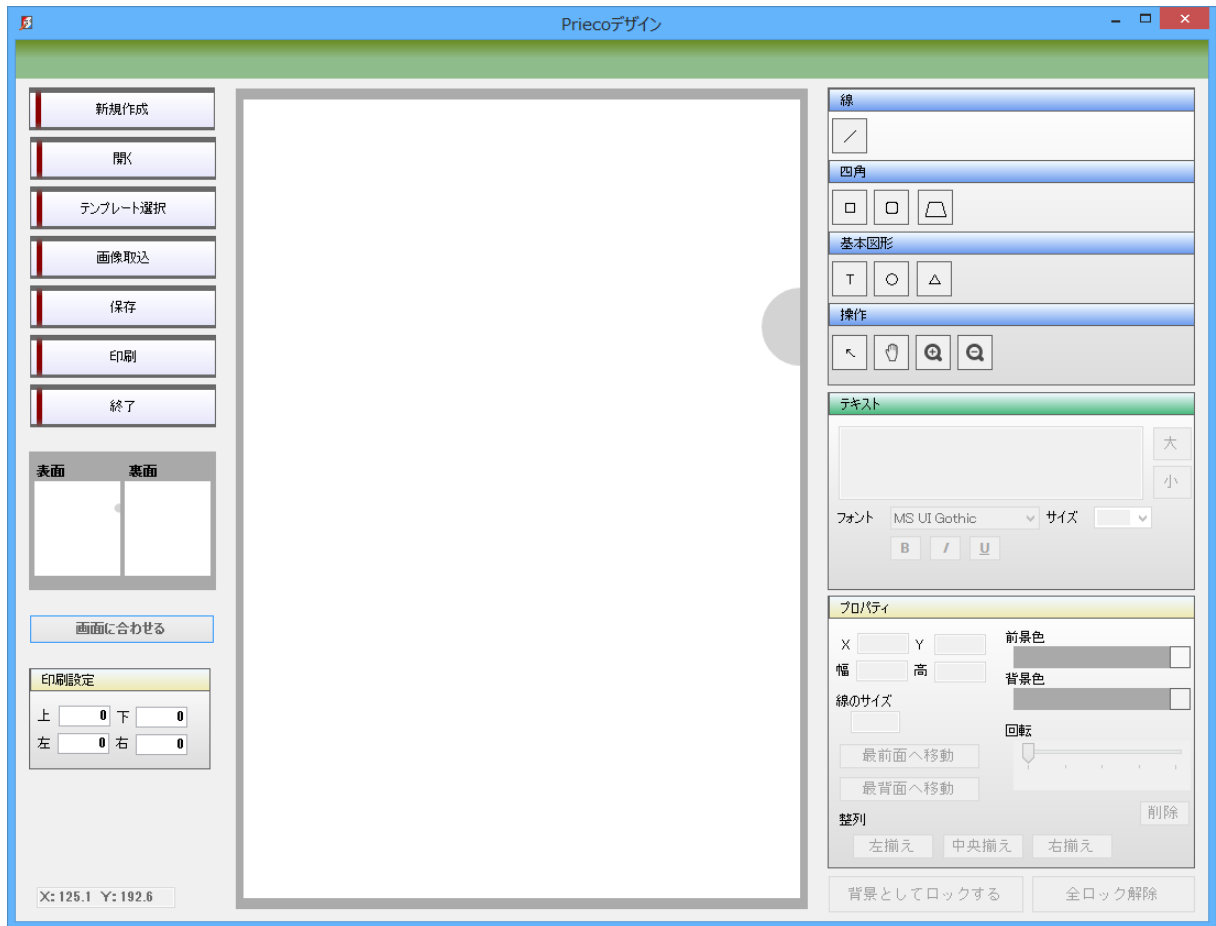 Priecoデザイン
新規作成
開く
テンプレート選択
画像取込
保存
印刷
終了
表面 裏面
画面に合わせる
印刷設定
上 0 下 0
左 0 右 0
X: 125.1 Y: 192.6
線
四角
基本図形
T
操作
テキスト
大
小
フォント MS UI Gothic サイズ
B I U
プロパティ
X Y 前景色
幅 高 背景色
線のサイズ
回転
最前面へ移動
最背面へ移動
削除
整列
左揃え 中央揃え 右揃え
背景としてロックする 全ロック解除